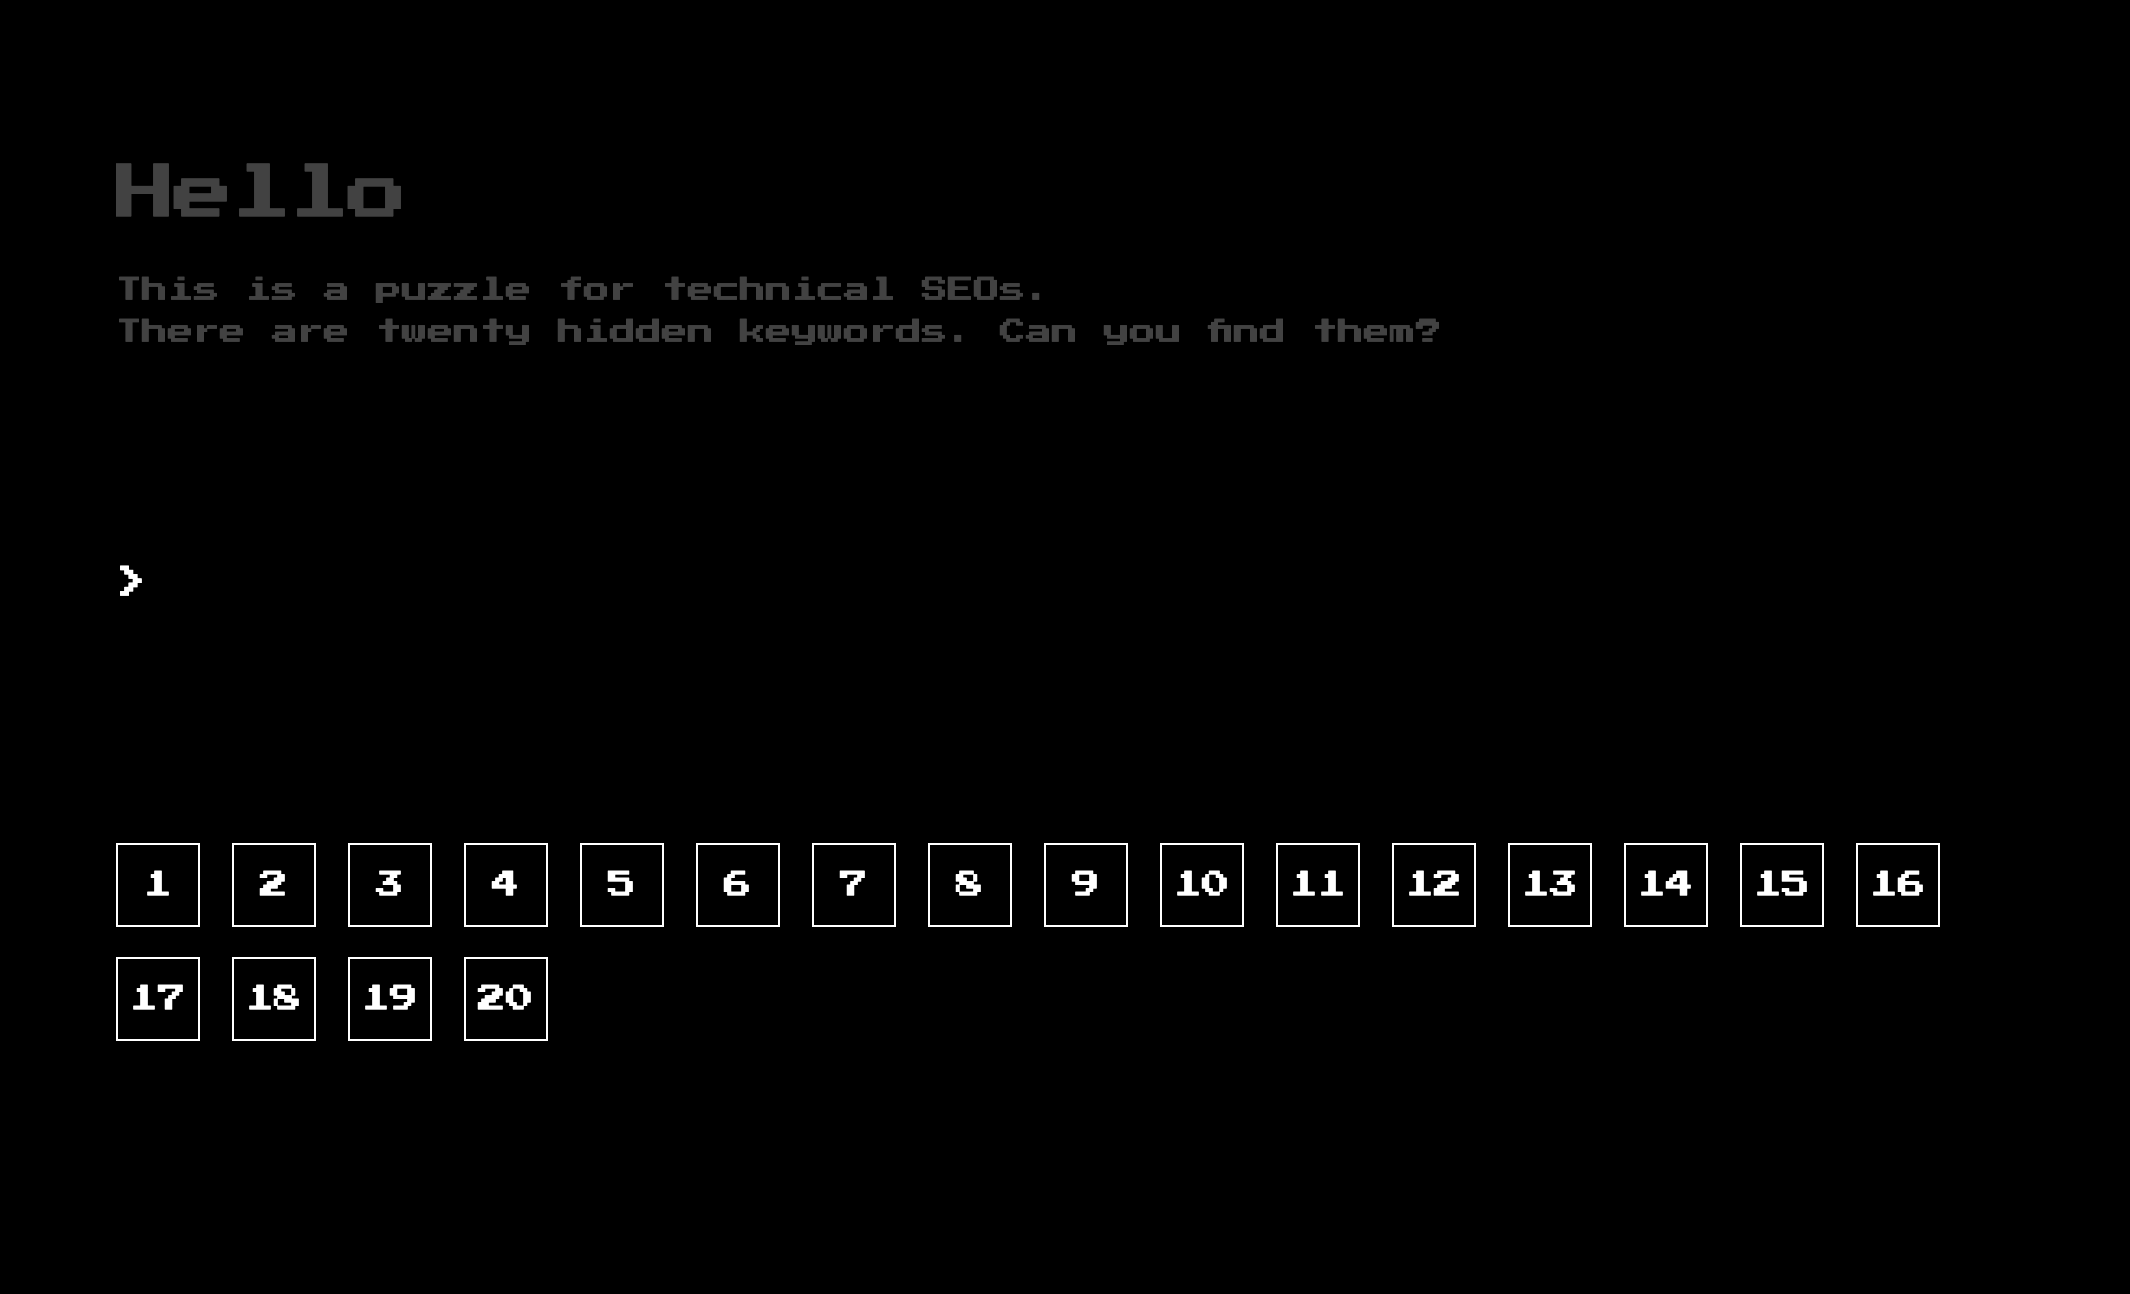 Hello
This is a puzzle for technical SEOs.
There are twenty hidden keywords. Can you find them?
>
1 2 3 4 5 6 7 8 9 10 11 12 13 14 15 16
17 18 19 20